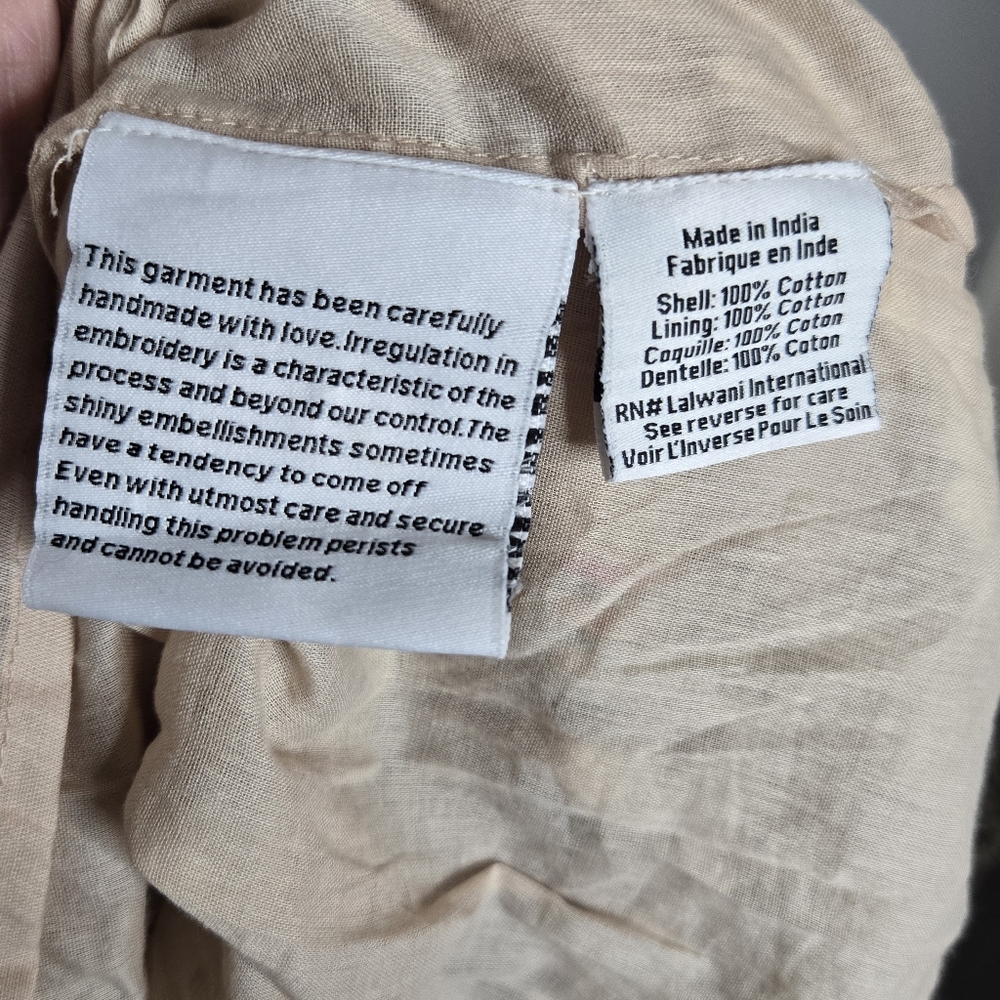 This garment has been carefully
handmade with love.Irregulation in
embroidery is a characteristic of the
process and beyond our control.The
shiny embellishments sometimes
have a tendency to come off
Even with utmost care and secure
handling this problem perists
and cannot be avoided.
Made in India
Fabrique en Inde
Shell: 100% Cotton
Lining: 100% Cotton
Coquille: 100% Coton
Dentelle: 100% Coton
RN# Lalwani International
See reverse for care
Voir L'Inverse Pour Le Soin